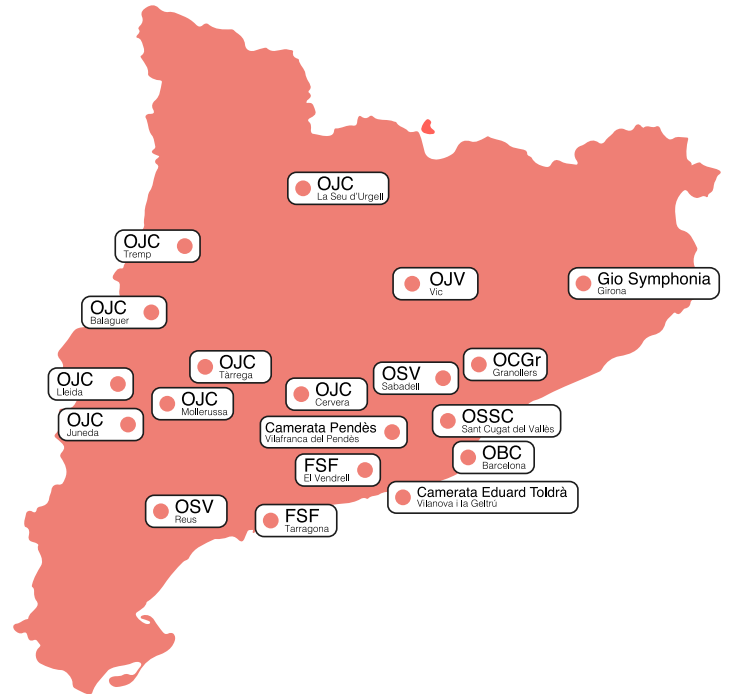 OJC
La Seu d'Urgell
OJC
Tremp
OJV
Vic
Gio Symphonia
Girona
OJC
Balaguer
OJC
Tàrrega
OCGr
Granollers
OSV
Sabadell
OJC
Lleida
OJC
Cervera
OJC
Mollerussa
OJC
Juneda
OSSC
Sant Cugat del Vallès
Camerata Pendès
Vilafranca del Pendès
OBC
Barcelona
FSF
El Vendrell
Camerata Eduard Toldrà
Vilanova i la Geltrú
OSV
Reus
FSF
Tarragona